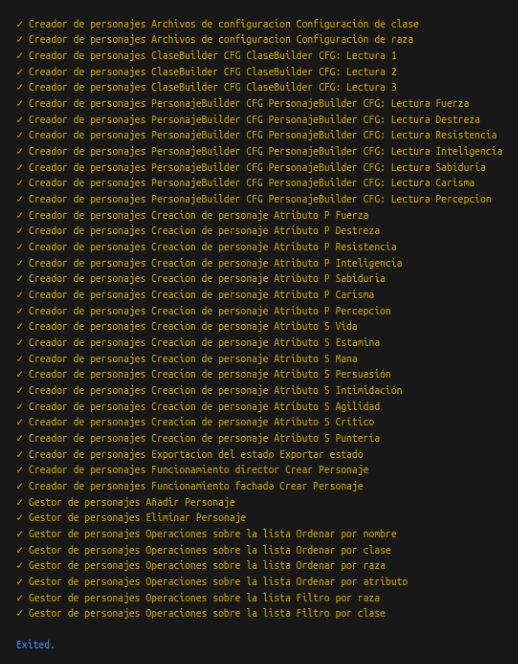 ✓ Creador de personajes Archivos de configuracion Configuración de clase
✓ Creador de personajes Archivos de configuracion Configuración de raza
✓ Creador de personajes ClaseBuilder CFG ClaseBuilder CFG: Lectura 1
✓ Creador de personajes ClaseBuilder CFG ClaseBuilder CFG: Lectura 2
✓ Creador de personajes ClaseBuilder CFG ClaseBuilder CFG: Lectura 3
✓ Creador de personajes PersonajeBuilder CFG PersonajeBuilder CFG: Lectura Fuerza
✓ Creador de personajes PersonajeBuilder CFG PersonajeBuilder CFG: Lectura Destreza
✓ Creador de personajes PersonajeBuilder CFG PersonajeBuilder CFG: Lectura Resistencia
✓ Creador de personajes PersonajeBuilder CFG PersonajeBuilder CFG: Lectura Inteligencia
✓ Creador de personajes PersonajeBuilder CFG PersonajeBuilder CFG: Lectura Sabiduria
✓ Creador de personajes PersonajeBuilder CFG PersonajeBuilder CFG: Lectura Carisma
✓ Creador de personajes PersonajeBuilder CFG PersonajeBuilder CFG: Lectura Percepcion
✓ Creador de personajes Creacion de personaje Atributo P Fuerza
✓ Creador de personajes Creacion de personaje Atributo P Destreza
✓ Creador de personajes Creacion de personaje Atributo P Resistencia
✓ Creador de personajes Creacion de personaje Atributo P Inteligencia
✓ Creador de personajes Creacion de personaje Atributo P Sabiduria
✓ Creador de personajes Creacion de personaje Atributo P Carisma
✓ Creador de personajes Creacion de personaje Atributo P Percepcion
✓ Creador de personajes Creacion de personaje Atributo S Vida
✓ Creador de personajes Creacion de personaje Atributo S Estamina
✓ Creador de personajes Creacion de personaje Atributo S Mana
✓ Creador de personajes Creacion de personaje Atributo S Persuasión
✓ Creador de personajes Creacion de personaje Atributo S Intimidación
✓ Creador de personajes Creacion de personaje Atributo S Agilidad
✓ Creador de personajes Creacion de personaje Atributo S Critico
✓ Creador de personajes Creacion de personaje Atributo S Punteria
✓ Creador de personajes Exportacion del estado Exportar estado
✓ Creador de personajes Funcionamiento director Crear Personaje
✓ Creador de personajes Funcionamiento fachada Crear Personaje
✓ Gestor de personajes Añadir Personaje
✓ Gestor de personajes Eliminar Personaje
✓ Gestor de personajes Operaciones sobre la lista Ordenar por nombre
✓ Gestor de personajes Operaciones sobre la lista Ordenar por clase
✓ Gestor de personajes Operaciones sobre la lista Ordenar por raza
✓ Gestor de personajes Operaciones sobre la lista Ordenar por atributo
✓ Gestor de personajes Operaciones sobre la lista Filtro por raza
✓ Gestor de personajes Operaciones sobre la lista Filtro por clase
Exited.